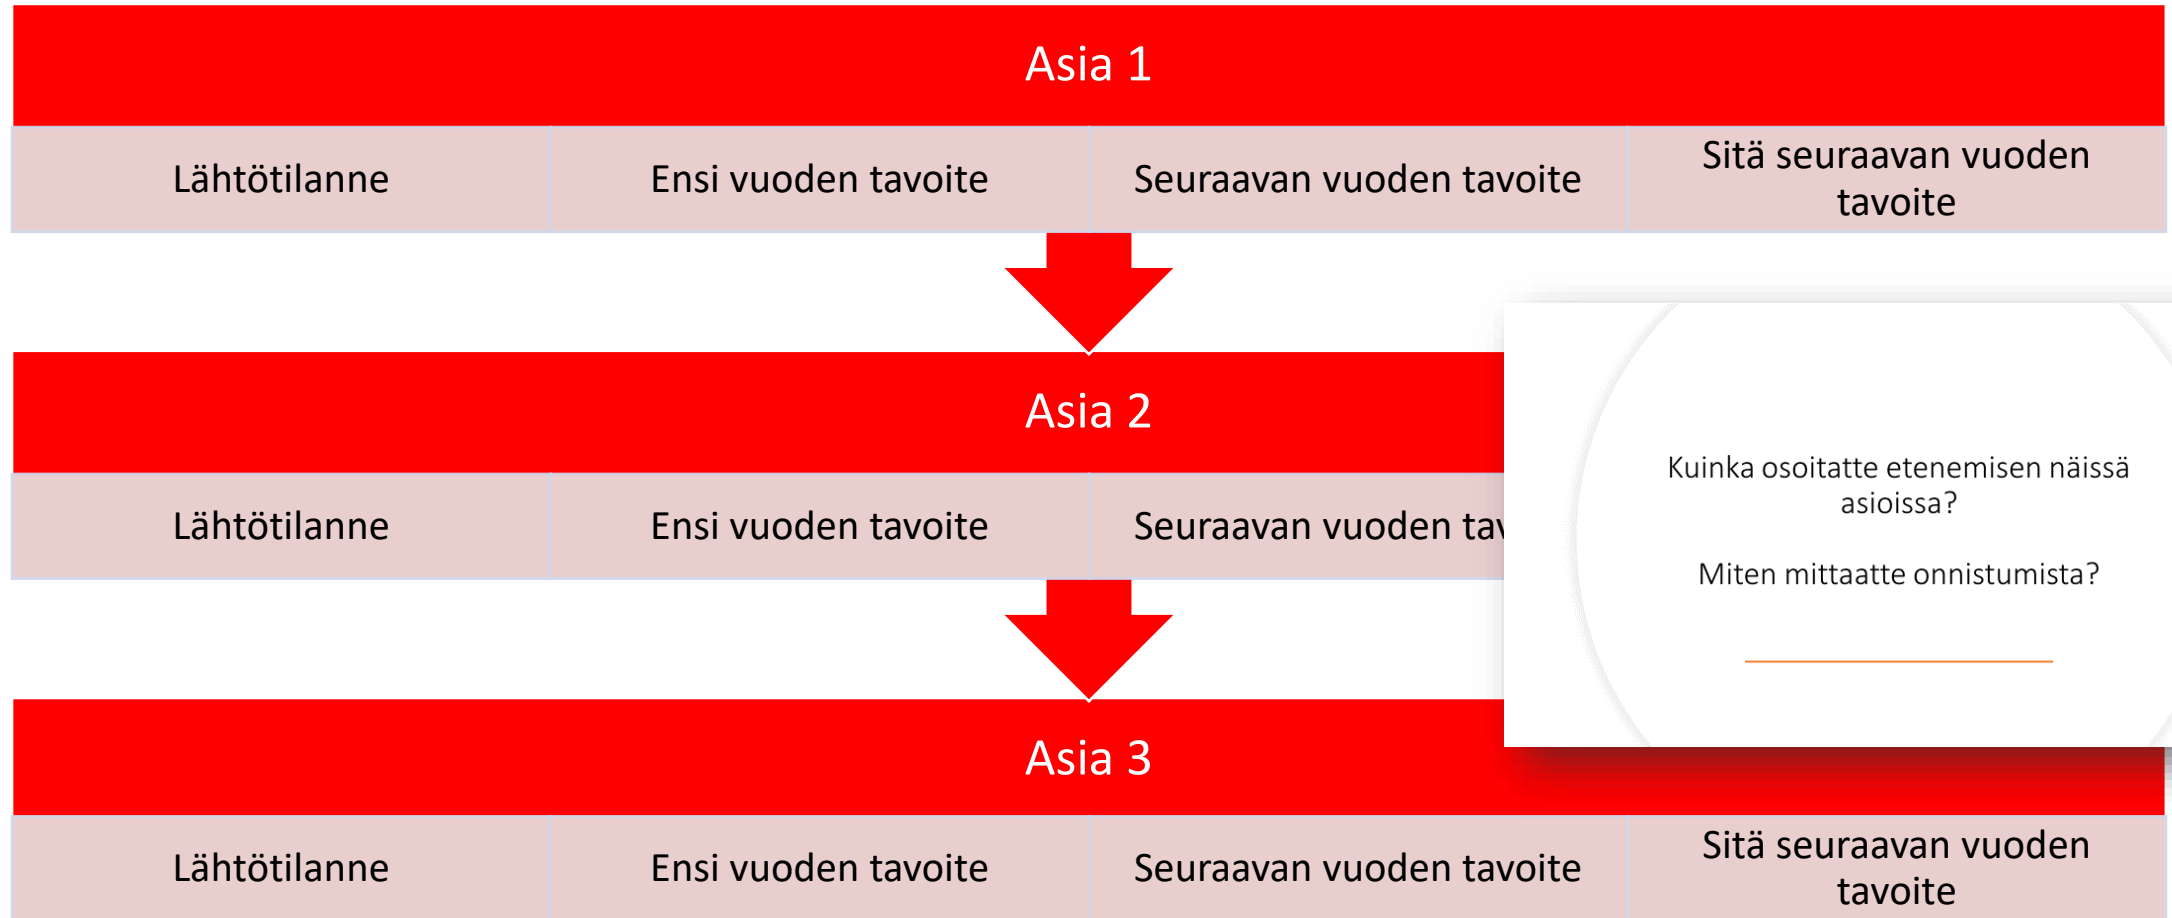 Asia 1
Lähtötilanne
Ensi vuoden tavoite
Seuraavan vuoden tavoite
Sitä seuraavan vuoden
tavoite
Asia 2
Lähtötilanne
Ensi vuoden tavoite
Seuraavan vuoden
Kuinka osoitatte etenemisen näissä
asioissa?
Miten mittaatte onnistumista?
Asia 3
Lähtötilanne
Ensi vuoden tavoite
Seuraavan vuoden tavoite
Sitä seuraavan vuoden
tavoite